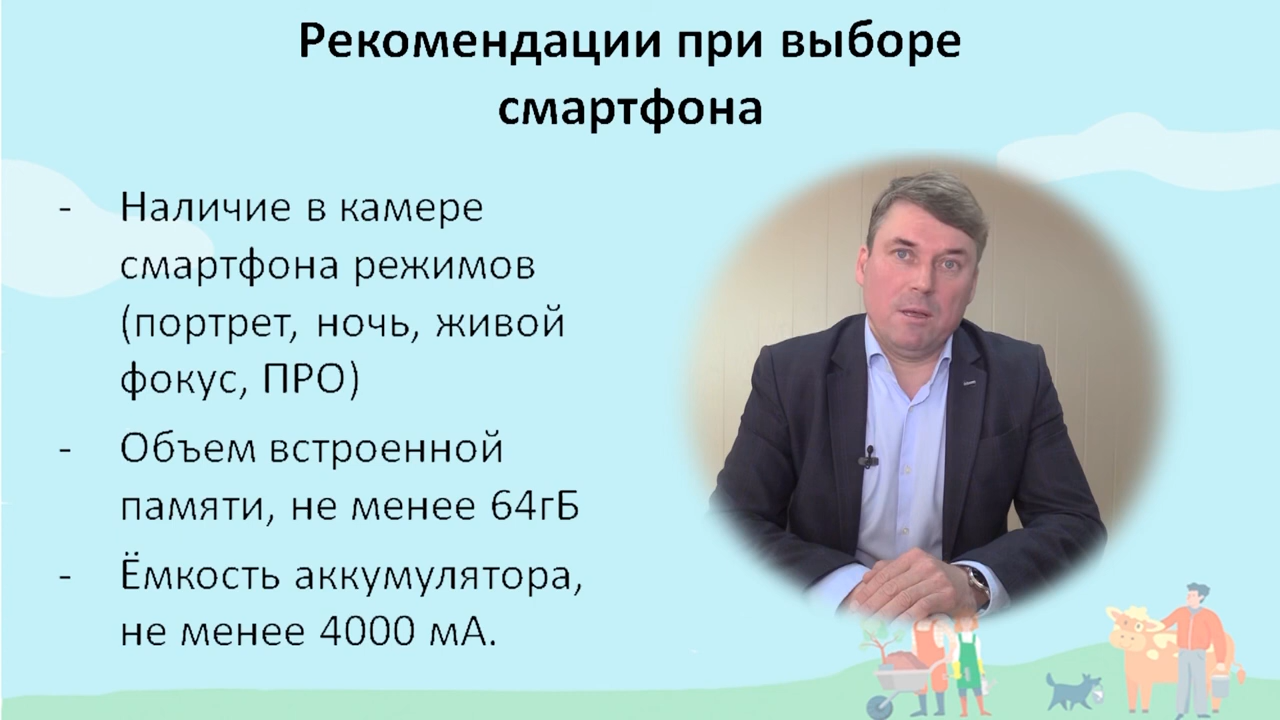 Рекомендации при выборе
смартфона
- Наличие в камере
смартфона режимов
(портрет, ночь, живой
фокус, ПРО)
- Объем встроенной
памяти, не менее 64гБ
- Ёмкость аккумулятора,
не менее 4000 мА.